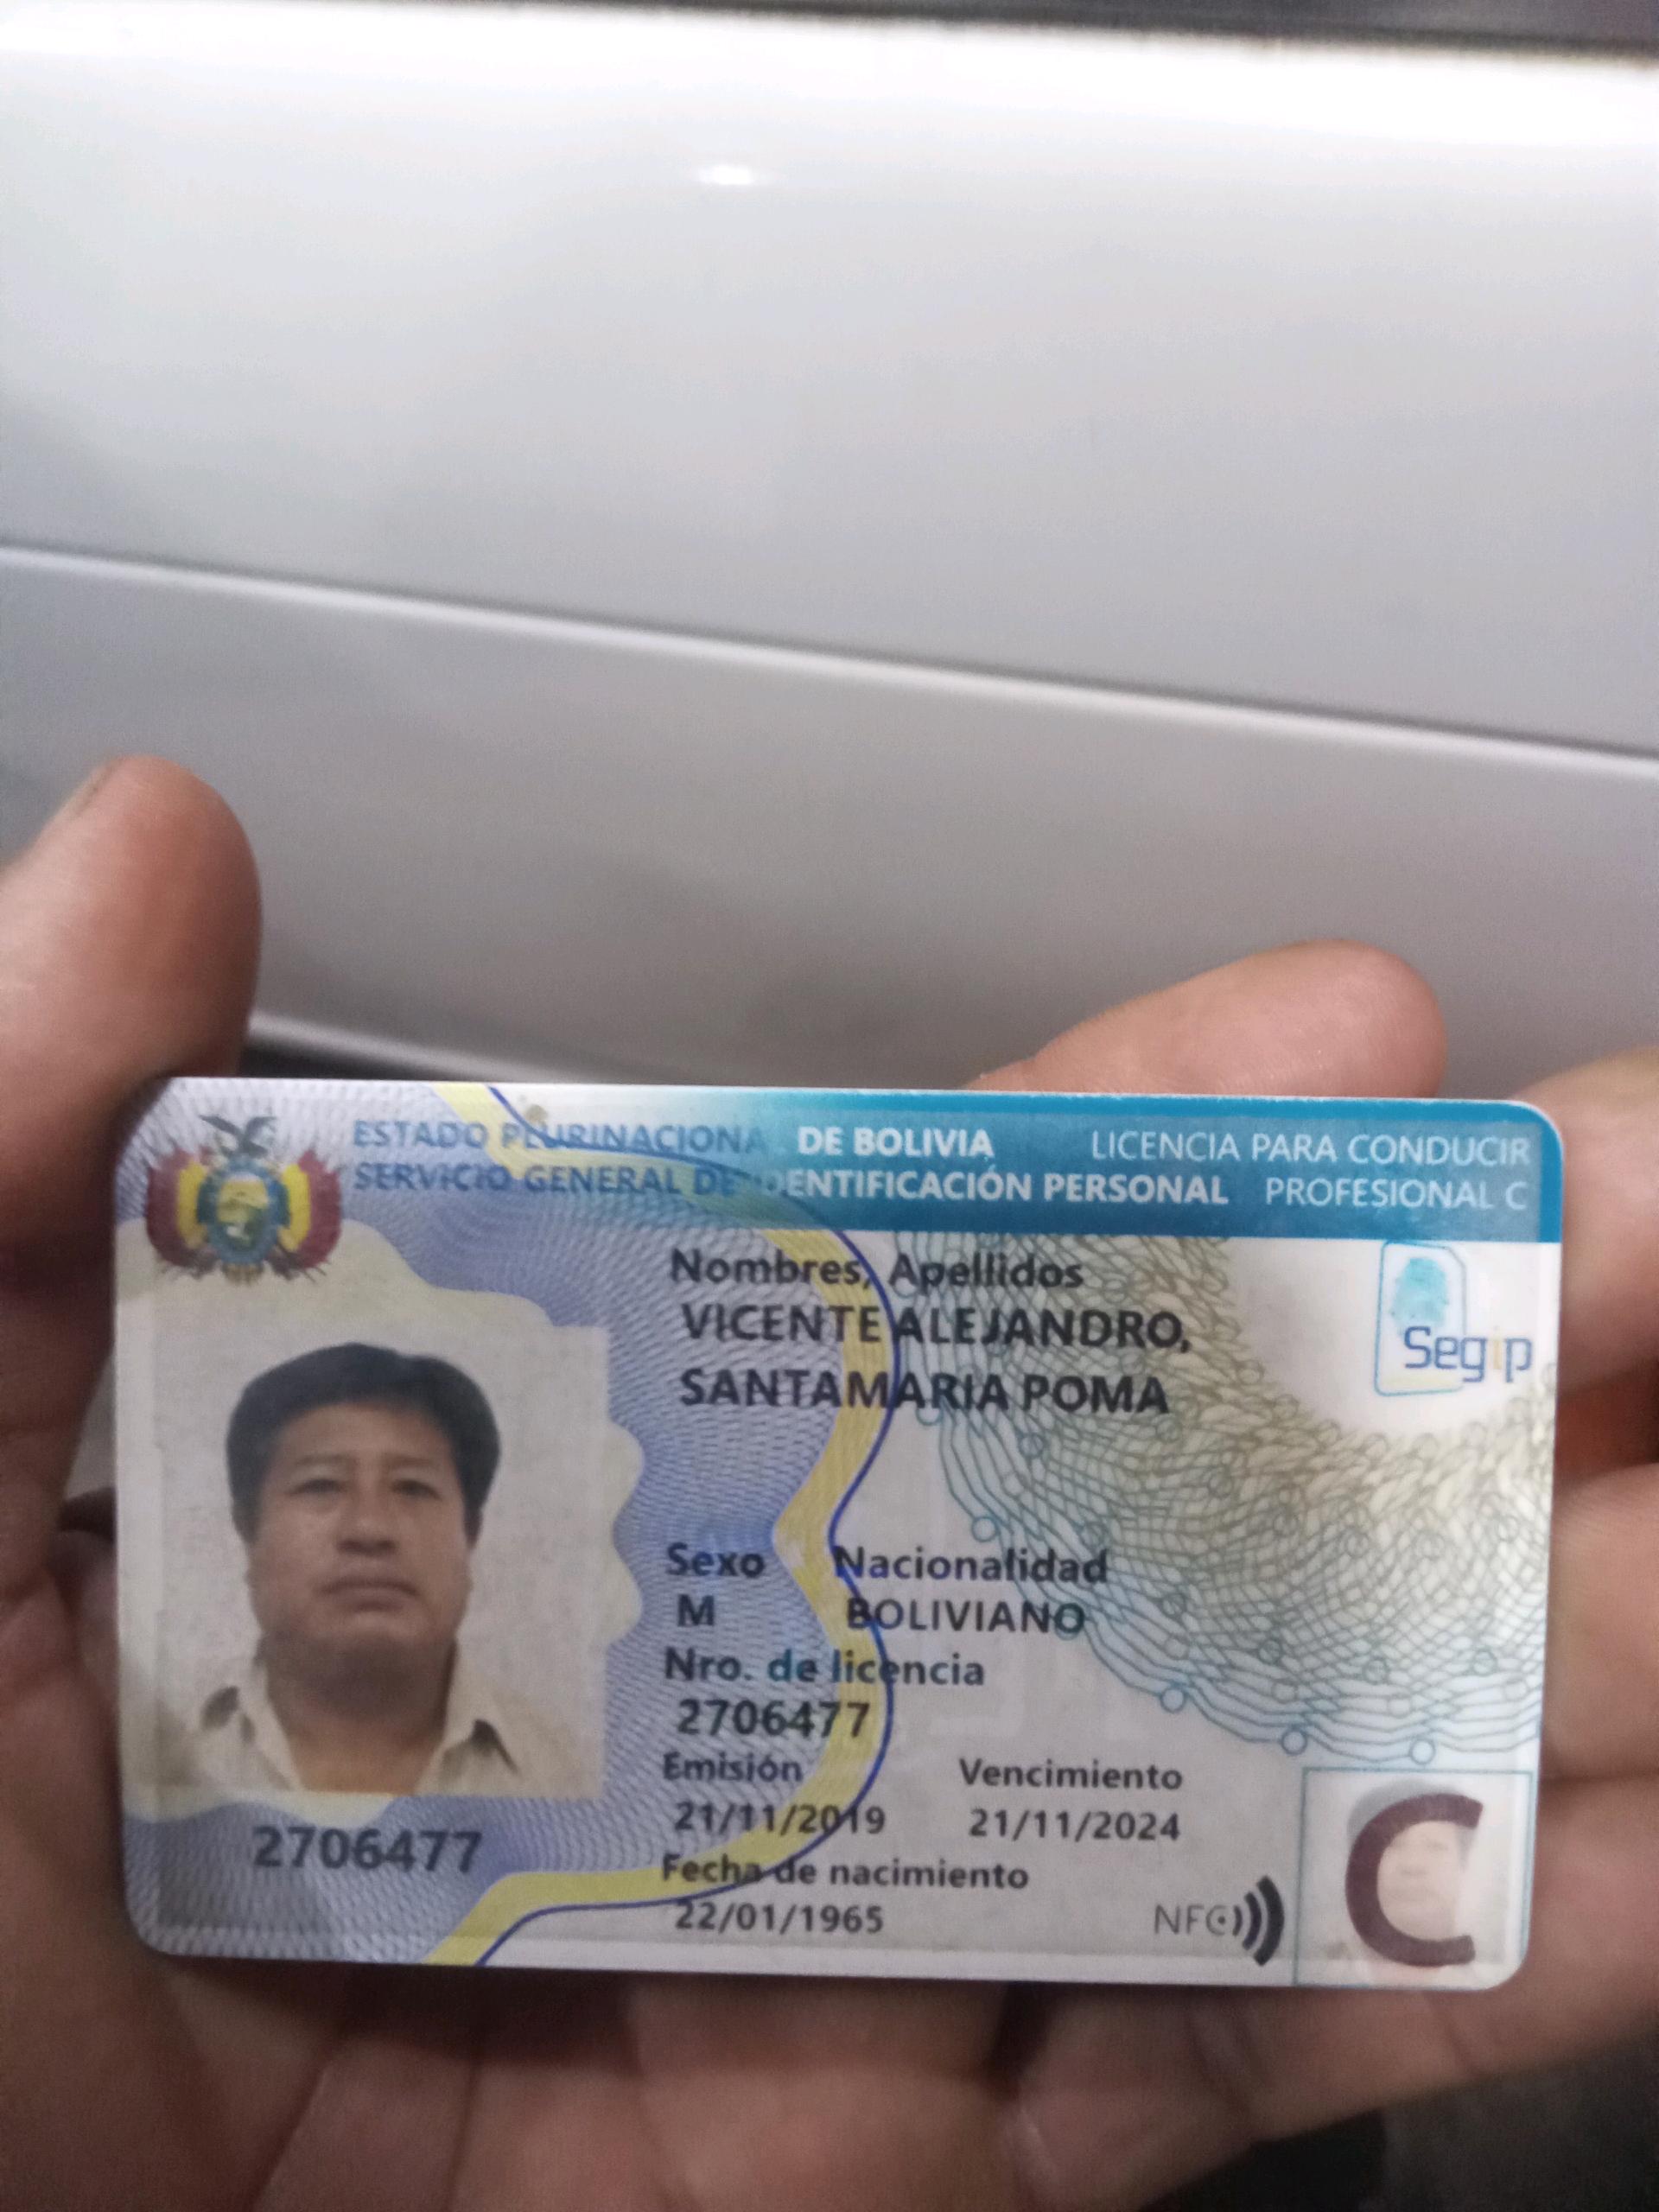 ESTADO PLURINACIONAL DE BOLIVIA LICENCIA PARA CONDUCIR
SERVICIO GENERAL DE IDENTIFICACIÓN PERSONAL PROFESIONAL C
Nombres, Apellidos
VICENTE ALEJANDRO,
SANTAMARIA POMA
Segip
Sexo Nacionalidad
M BOLIVIANO
Nro. de licencia
2706477
Emisión Vencimiento
21/11/2019 21/11/2024
2706477
Fecha de nacimiento
22/01/1965
NFC
C